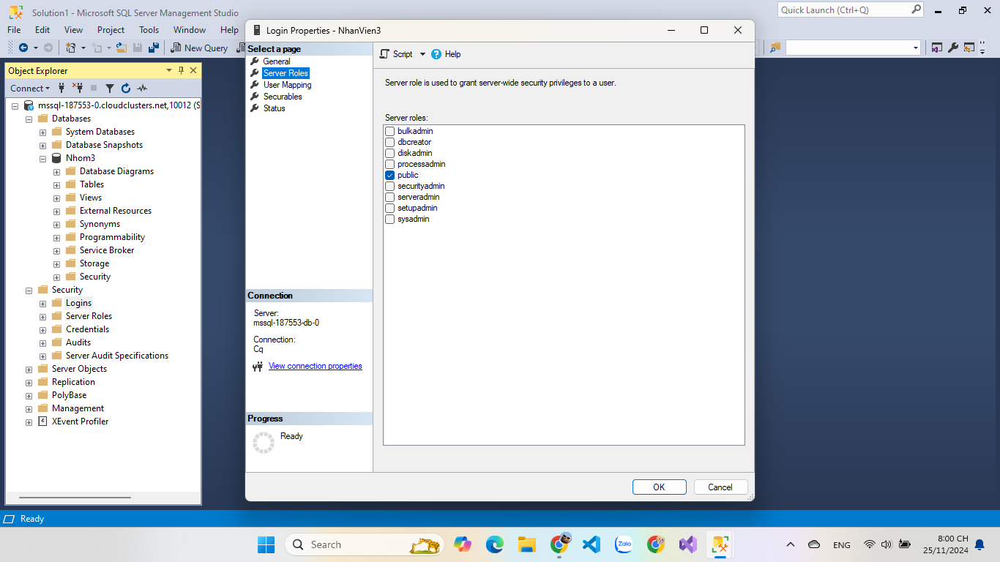 Solution1 - Microsoft SQL Server Management Studio
Quick Launch (Ctrl+Q)
File Edit View Project Tools Window Help
New Query
Object Explorer
Connect
mssql-187553-0.cloudclusters.net,10012 (S
Databases
System Databases
Database Snapshots
Nhom3
Database Diagrams
Tables
Views
External Resources
Synonyms
Programmability
Service Broker
Storage
Security
Security
Logins
Server Roles
Credentials
Audits
Server Audit Specifications
Server Objects
Replication
PolyBase
Management
XEvent Profiler
Login Properties - NhanVien3
Select a page
General
Server Roles
User Mapping
Securables
Status
Connection
Server:
mssql-187553-db-0
Connection:
Cq
View connection properties
Progress
Ready
Script Help
Server role is used to grant server-wide security privileges to a user.
Server roles:
bulkadmin
dbcreator
diskadmin
processadmin
public
securityadmin
serveradmin
setupadmin
sysadmin
OK Cancel
Ready
Search
Zalo
ENG
8:00 CH
25/11/2024